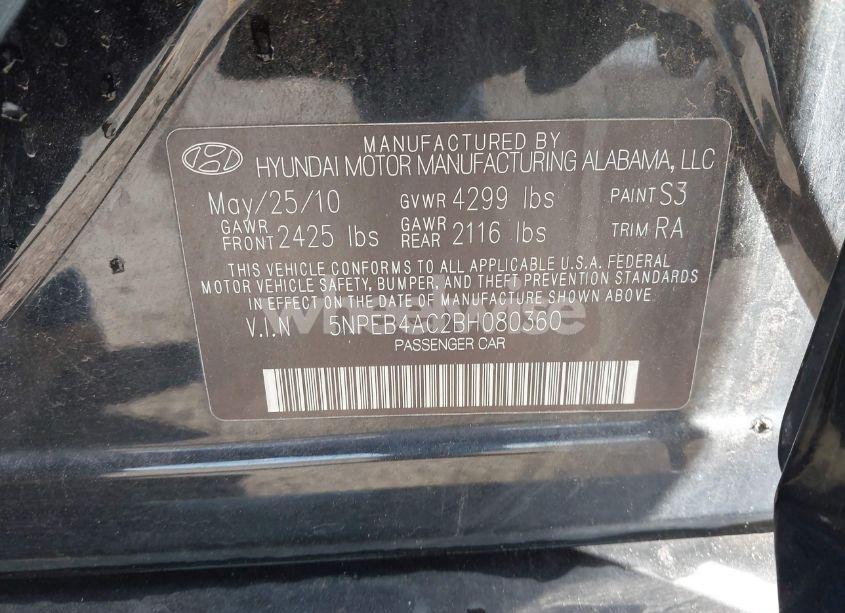 MANUFACTURED BY
HYUNDAI MOTOR MANUFACTURING ALABAMA, LLC
May/25/10 GVWR 4299 lbs PAINT S3
GAWR FRONT 2425 lbs GAWR REAR 2116 lbs TRIM RA
THIS VEHICLE CONFORMS TO ALL APPLICABLE U.S.A. FEDERAL
MOTOR VEHICLE SAFETY, BUMPER, AND THEFT PREVENTION STANDARDS
IN EFFECT ON THE DATE OF MANUFACTURE SHOWN ABOVE.
V.I.N 5NPEB4AC2BH080360
PASSENGER CAR